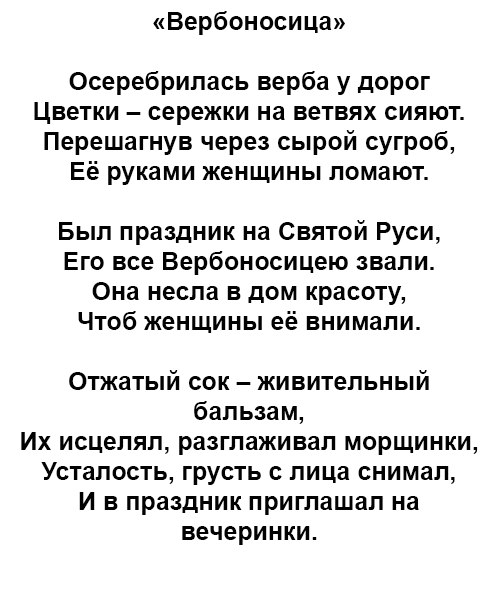 «Вербоносица»
Осеребрилась верба у дорог
Цветки – сережки на ветвях сияют.
Перешагнув через сырой сугроб,
Её руками женщины ломают.
Был праздник на Святой Руси,
Его все Вербоносицею звали.
Она несла в дом красоту,
Чтоб женщины её внимали.
Отжатый сок – живительный
бальзам,
Их исцелял, разглаживал морщинки,
Усталость, грусть с лица снимал,
И в праздник приглашал на
вечеринки.